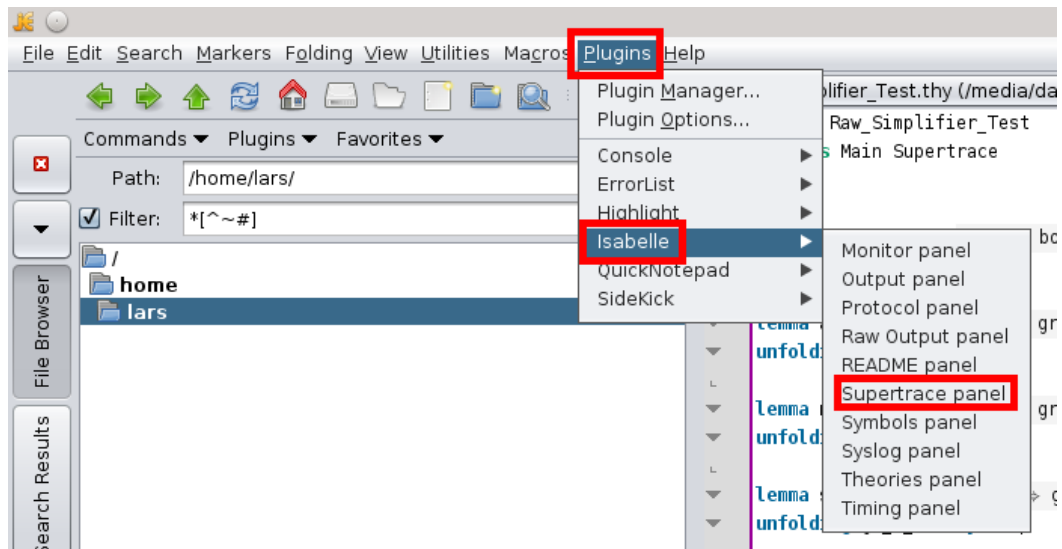 File Edit Search Markers Folding View Utilities Macros Plugins Help
Plugin Manager...
Plugin Options...
Console
ErrorList
Highlight
Isabelle
QuickNotepad
SideKick
Monitor panel
Output panel
Protocol panel
Raw Output panel
README panel
Supertrace panel
Symbols panel
Syslog panel
Theories panel
Timing panel
Commands Plugins Favorites
Path: /home/lars/
Filter: *[^~#]
/
home
lars
File Browser
Search Results
lifier_Test.thy (/media/da
Raw_Simplifier_Test
s Main Supertrace
bo
lemma
gr
unfold
lemma
gr
unfold
lemma
g
unfold